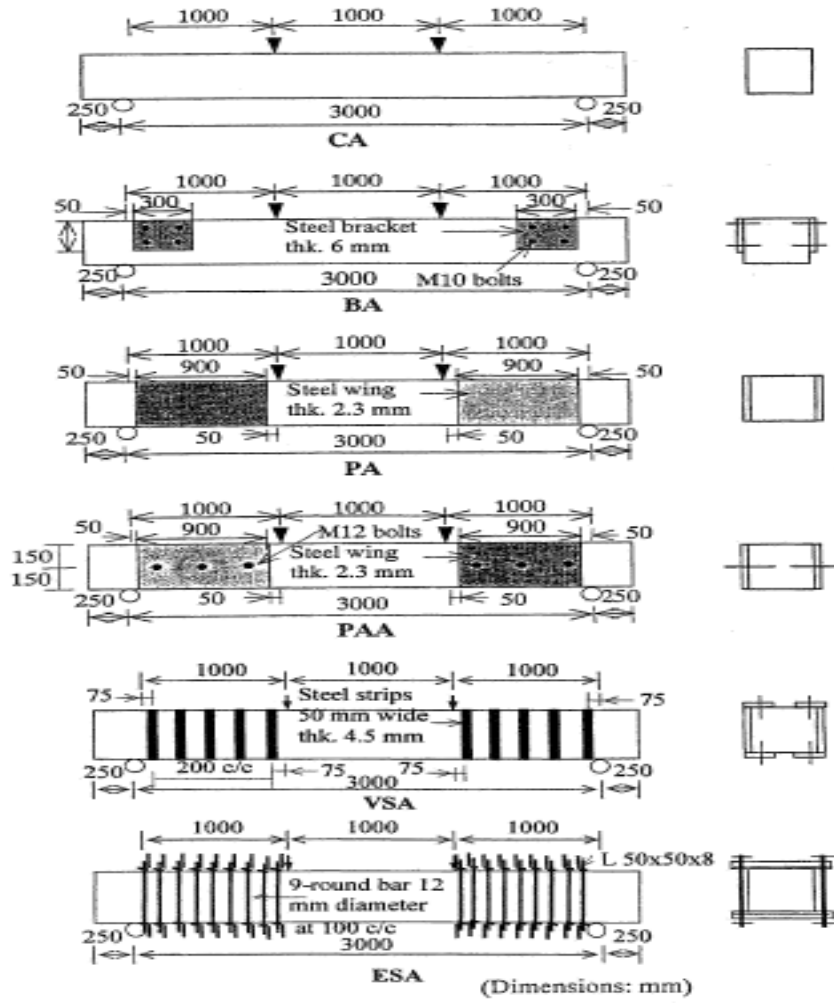 1000 1000 1000
250 3000 250
CA
1000 1000 1000
50 300 300 50
Steel bracket
thk. 6 mm
M10 bolts
250 3000 250
BA
1000 1000 1000
50 900 900 50
Steel wing
thk. 2.3 mm
250 50 3000 50 250
PA
1000 1000 1000
50 900 M12 bolts 900 50
150 Steel wing
150 thk. 2.3 mm
250 50 3000 50 250
PAA
1000 1000 1000
75 Steel strips 75
50 mm wide
thk. 4.5 mm
250 200 c/c 75 75 250
3000
VSA
1000 1000 1000
L 50x50x8
9-round bar 12
mm diameter
250 at 100 c/c 250
3000
ESA
(Dimensions: mm)